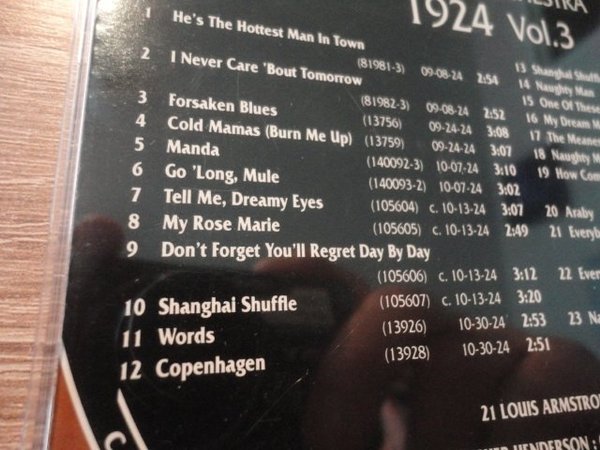 1924 Vol.3
1 He's The Hottest Man In Town
(81981-3) 09-08-24 2:54
2 I Never Care 'Bout Tomorrow
(81982-3) 09-08-24 2:52
3 Forsaken Blues (13756) 09-24-24 3:08
4 Cold Mamas (Burn Me Up) (13759) 09-24-24 3:07
5 Manda (140092-3) 10-07-24 3:10
6 Go 'Long, Mule (140093-2) 10-07-24 3:02
7 Tell Me, Dreamy Eyes (105604) c. 10-13-24 3:07
8 My Rose Marie (105605) c. 10-13-24 2:49
9 Don't Forget You'll Regret Day By Day
(105606) c. 10-13-24 3:12
10 Shanghai Shuffle (105607) c. 10-13-24 3:20
11 Words (13926) 10-30-24 2:53
12 Copenhagen (13928) 10-30-24 2:51
13 Shanghai
14 Naughty Man
15 One Of These
16 My Dream
17 The
18 Naughty
19 How
20 Araby
21
22
23
21 LOUIS
HENDERSON :